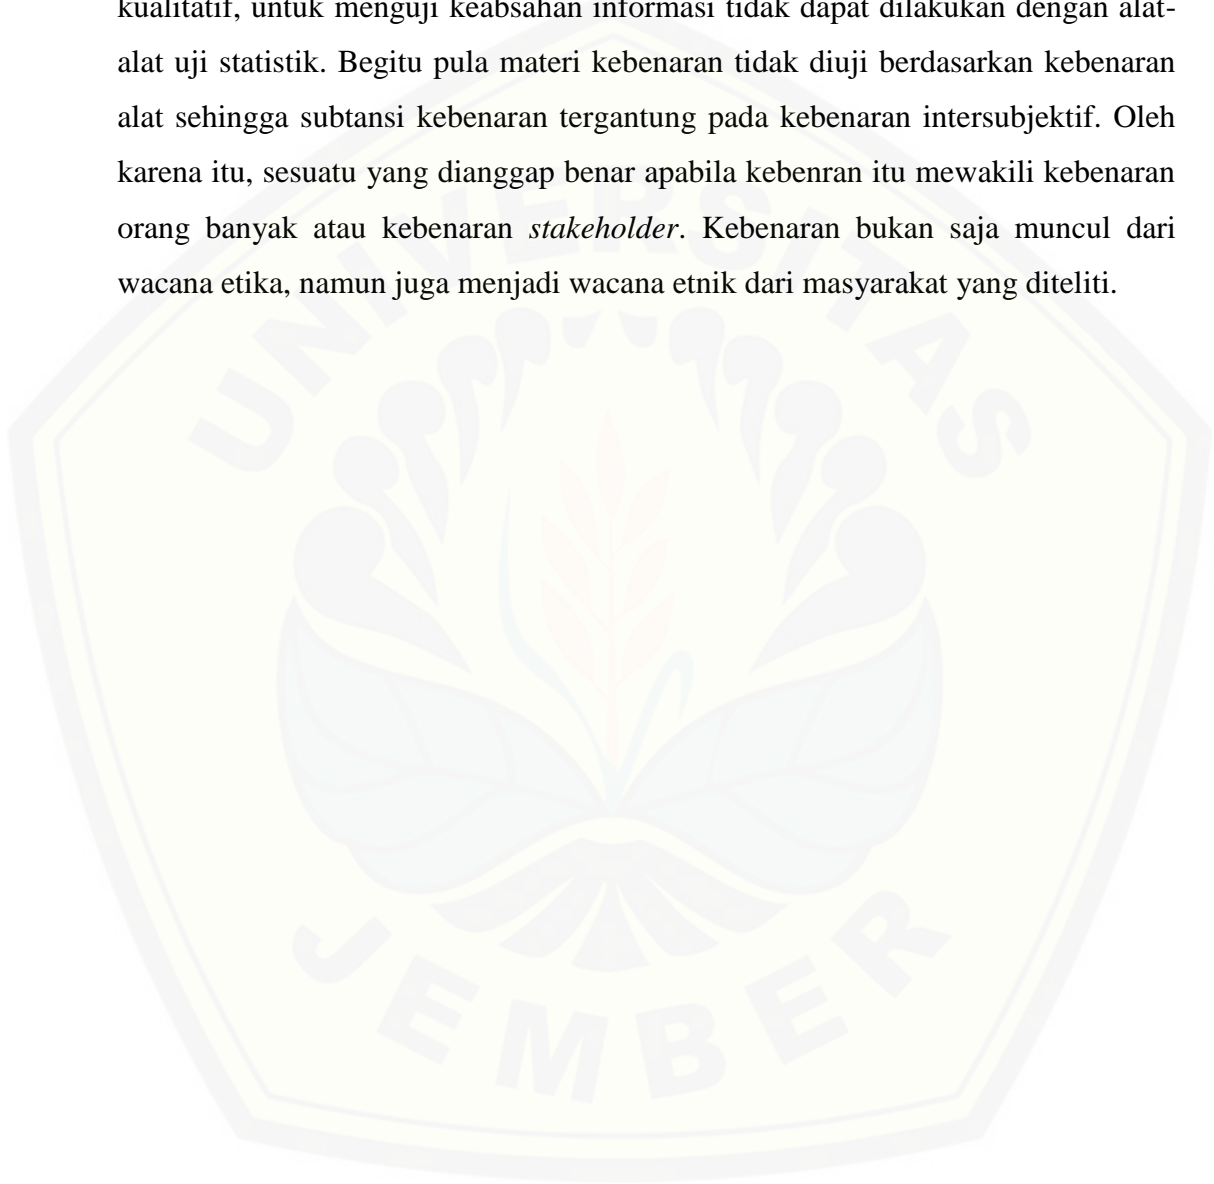 kualitatif, untuk menguji keabsahan informasi tidak dapat dilakukan dengan alat-
alat uji statistik. Begitu pula materi kebenaran tidak diuji berdasarkan kebenaran
alat sehingga subtansi kebenaran tergantung pada kebenaran intersubjektif. Oleh
karena itu, sesuatu yang dianggap benar apabila kebenran itu mewakili kebenaran
orang banyak atau kebenaran stakeholder. Kebenaran bukan saja muncul dari
wacana etika, namun juga menjadi wacana etnik dari masyarakat yang diteliti.
UNIVERSITAS
JEMBER